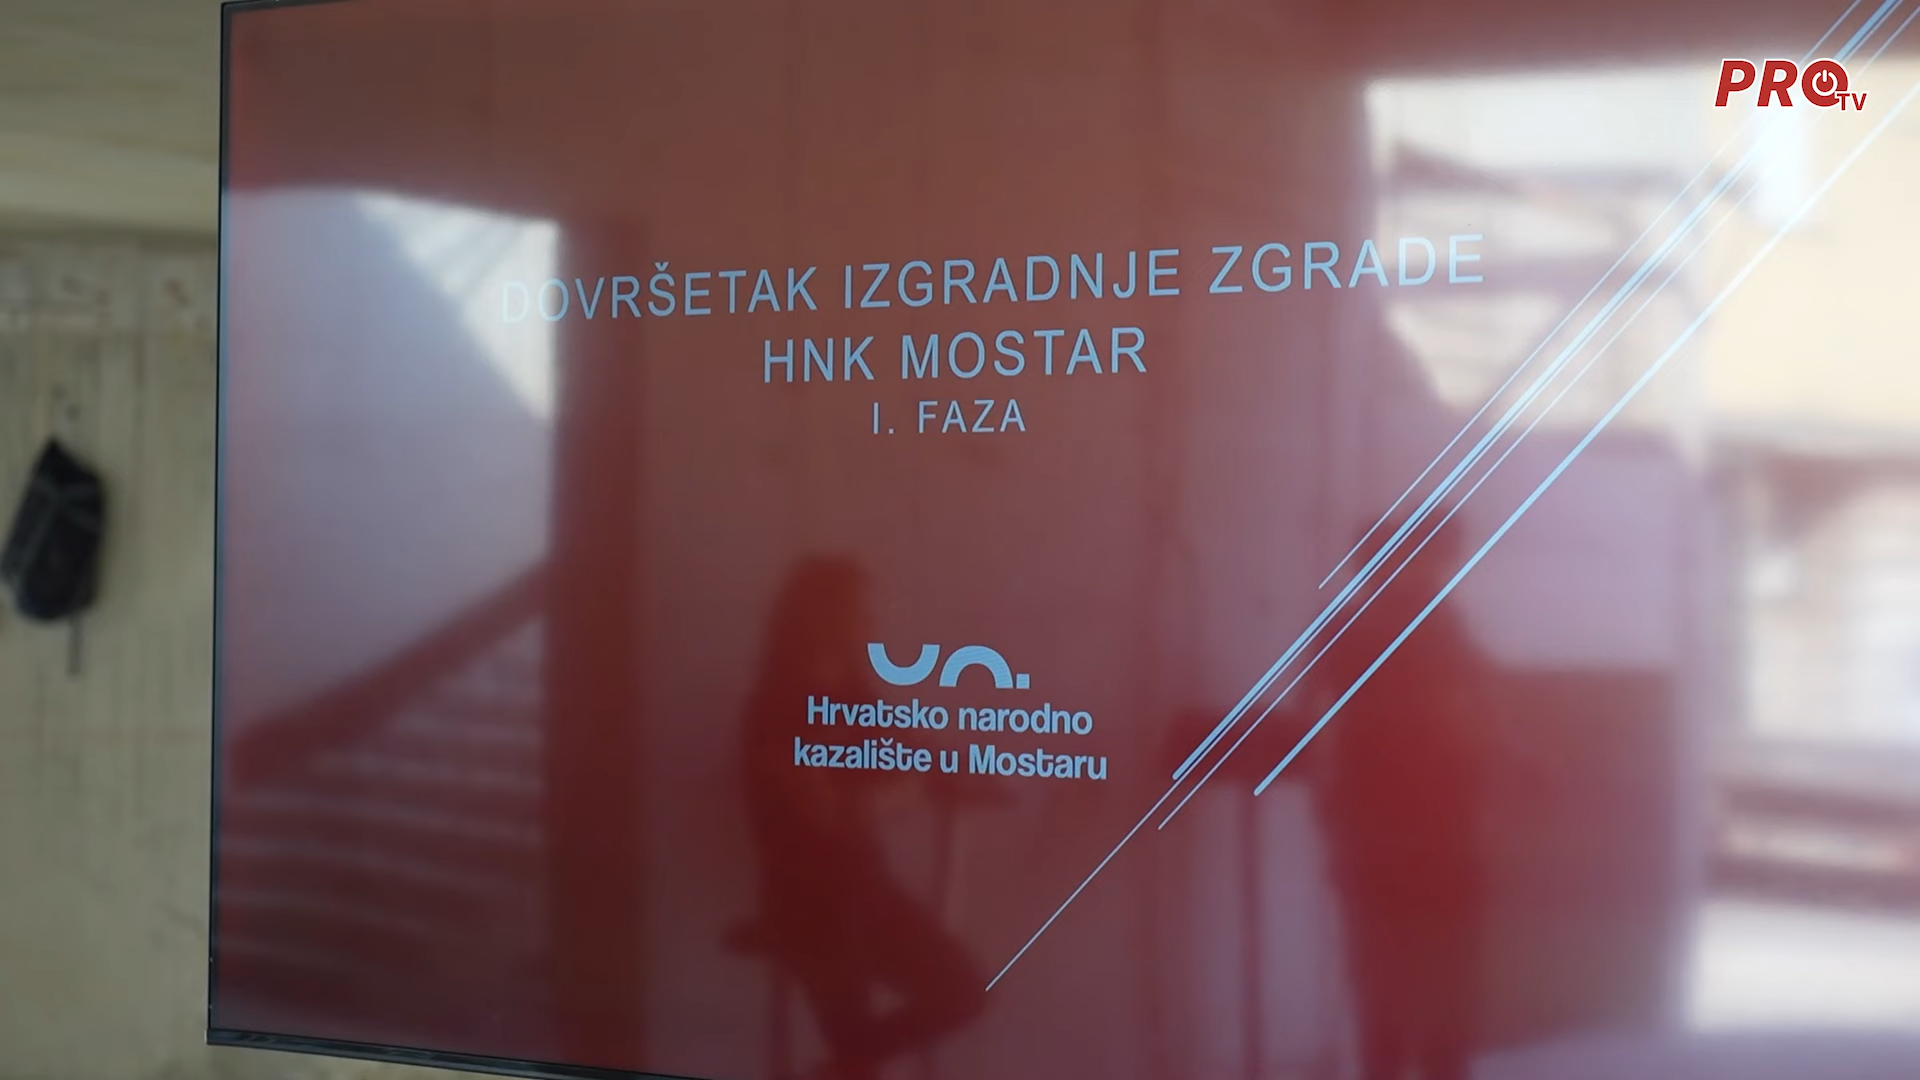 PRO TV
DOVRŠETAK IZGRADNJE ZGRADE
HNK MOSTAR
I. FAZA
Hrvatsko narodno
kazalište u Mostaru